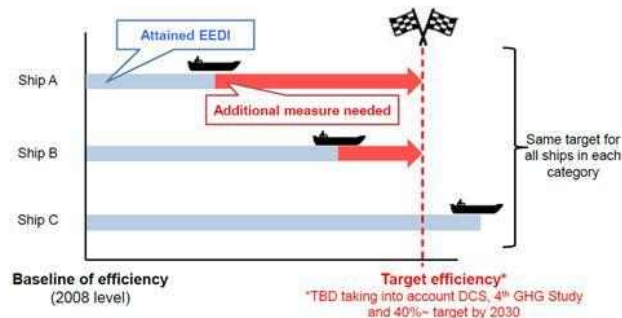 Attained EEDI
Ship A
Additional measure needed
Ship B
Same target for
all ships in each
category
Ship C
Baseline of efficiency
(2008 level)
Target efficiency*
*TBD taking into account DCS, 4th GHG Study
and 40%~ target by 2030